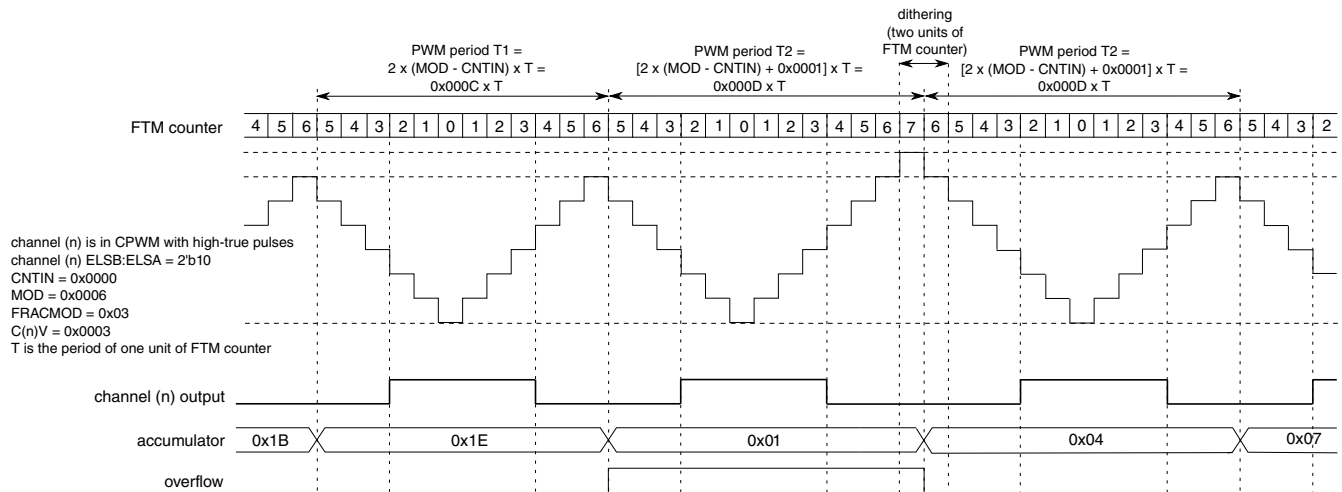 dithering
(two units of
FTM counter)
PWM period T1 =
2 x (MOD - CNTIN) x T =
0x000C x T
PWM period T2 =
[2 x (MOD - CNTIN) + 0x0001] x T =
0x000D x T
PWM period T2 =
[2 x (MOD - CNTIN) + 0x0001] x T =
0x000D x T
FTM counter 4 5 6 5 4 3 2 1 0 1 2 3 4 5 6 5 4 3 2 1 0 1 2 3 4 5 6 7 6 5 4 3 2 1 0 1 2 3 4 5 6 5 4 3 2
channel (n) is in CPWM with high-true pulses
channel (n) ELSB:ELSA = 2'b10
CNTIN = 0x0000
MOD = 0x0006
FRACMOD = 0x03
C(n)V = 0x0003
T is the period of one unit of FTM counter
channel (n) output
accumulator 0x1B 0x1E 0x01 0x04 0x07
overflow